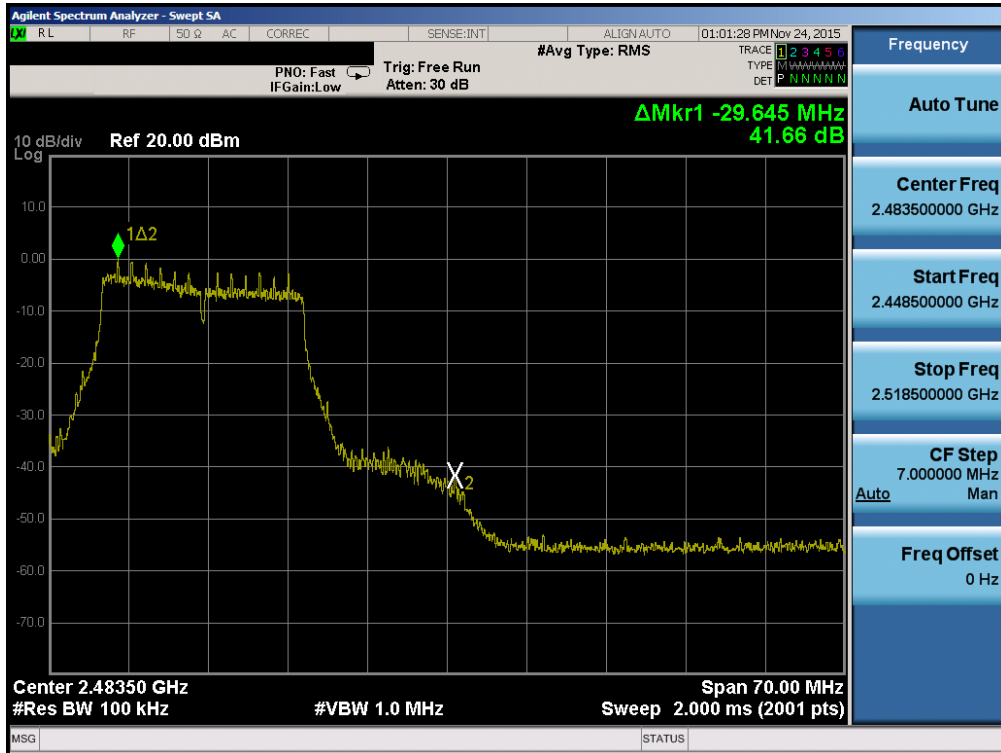 Agilent Spectrum Analyzer - Swept SA
LXI RL RF 50 Ω AC CORREC SENSE:INT ALIGN AUTO 01:01:28 PM Nov 24, 2015
#Avg Type: RMS TRACE 1 2 3 4 5 6
PNO: Fast Trig: Free Run TYPE M WWWWW
IFGain:Low Atten: 30 dB DET P N N N N N
Frequency
ΔMkr1 -29.645 MHz
41.66 dB
10 dB/div Ref 20.00 dBm
Log
10.0
1Δ2
0.00
-10.0
-20.0
-30.0
-40.0
X2
-50.0
-60.0
-70.0
Center 2.48350 GHz Span 70.00 MHz
#Res BW 100 kHz #VBW 1.0 MHz Sweep 2.000 ms (2001 pts)
MSG STATUS
Auto Tune
Center Freq
2.483500000 GHz
Start Freq
2.448500000 GHz
Stop Freq
2.518500000 GHz
CF Step
7.000000 MHz
Auto Man
Freq Offset
0 Hz